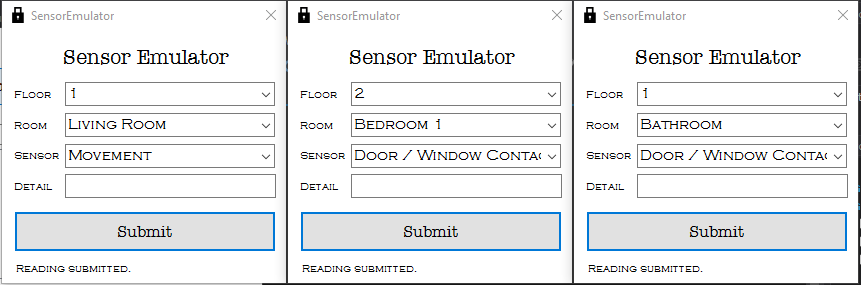 SensorEmulator
Sensor Emulator
Floor 1
Room Living Room
Sensor Movement
Detail
Submit
Reading submitted.
SensorEmulator
Sensor Emulator
Floor 2
Room Bedroom 1
Sensor Door / Window Contac
Detail
Submit
Reading submitted.
SensorEmulator
Sensor Emulator
Floor 1
Room Bathroom
Sensor Door / Window Contac
Detail
Submit
Reading submitted.